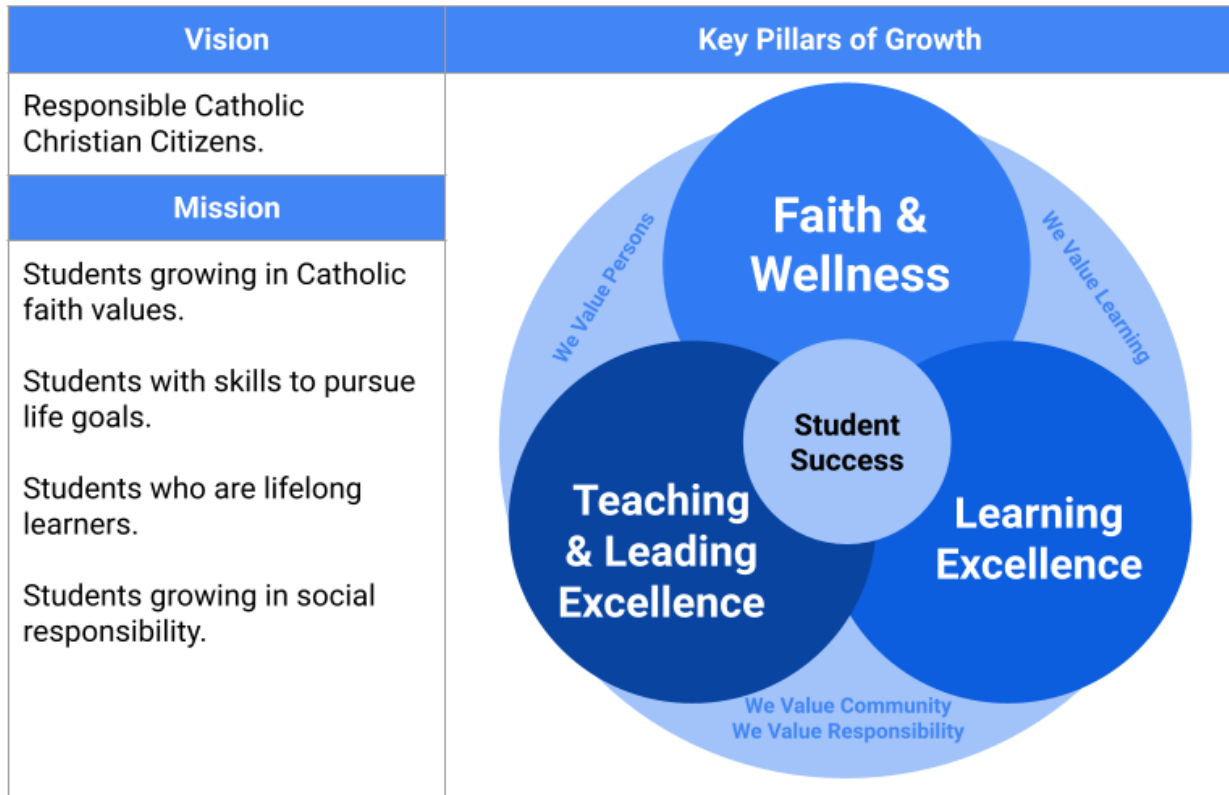 Vision
Responsible Catholic
Christian Citizens.
Mission
Students growing in Catholic
faith values.
Students with skills to pursue
life goals.
Students who are lifelong
learners.
Students growing in social
responsibility.
Key Pillars of Growth
Faith &
Wellness
We Value Persons
We Value Learning
Student
Success
Teaching
& Leading
Excellence
Learning
Excellence
We Value Community
We Value Responsibility